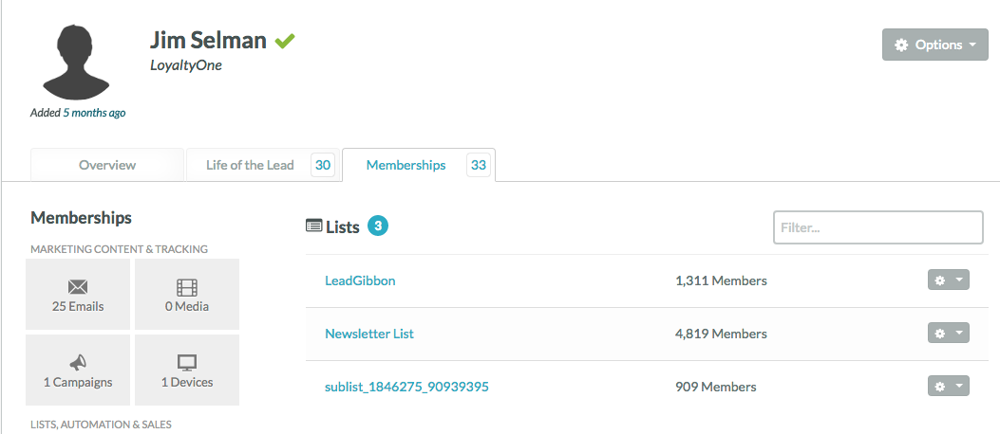 Jim Selman
LoyaltyOne
Options
Added 5 months ago
Overview
Life of the Lead 30
Memberships 33
Memberships
MARKETING CONTENT & TRACKING
25 Emails
0 Media
1 Campaigns
1 Devices
LISTS, AUTOMATION & SALES
Lists 3
Filter...
LeadGibbon 1,311 Members
Newsletter List 4,819 Members
sublist_1846275_90939395 909 Members